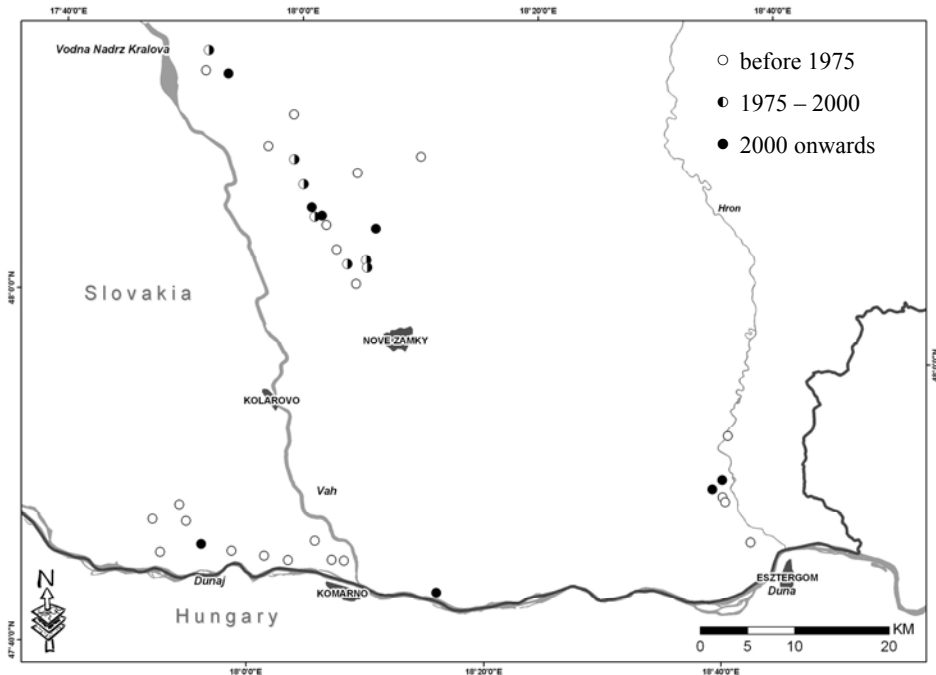 17°40'0"E 18°0'0"E 18°20'0"E 18°40'0"E
Vodna Nadrz Kralova
before 1975
1975 – 2000
2000 onwards
Hron
48°0'0"N
Slovakia
NOVE ZAMKY
KOLAROVO
Vah
Dunaj
KOMARNO
ESZTERGOM
Duna
Hungary
N
KM
0 5 10 20
47°40'0"N
18°0'0"E 18°20'0"E 18°40'0"E